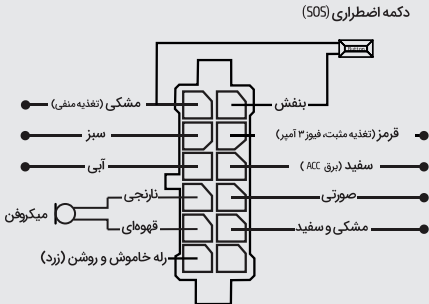 دکمه اضطراری (SOS)
مشکی (تغذیه منفی)
بنفش
سبز
قرمز (تغذیه مثبت، فیوز ۳ آمپر)
آبی
سفید (برق ACC)
نارنجی
صورتی
میکروفن
قهوه‌ای
مشکی و سفید
رله خاموش و روشن (زرد)